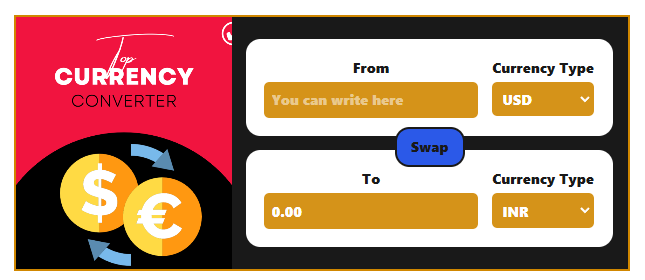 Top
CURRENCY
CONVERTER
$
€
From
Currency Type
You can write here
USD
Swap
To
Currency Type
0.00
INR